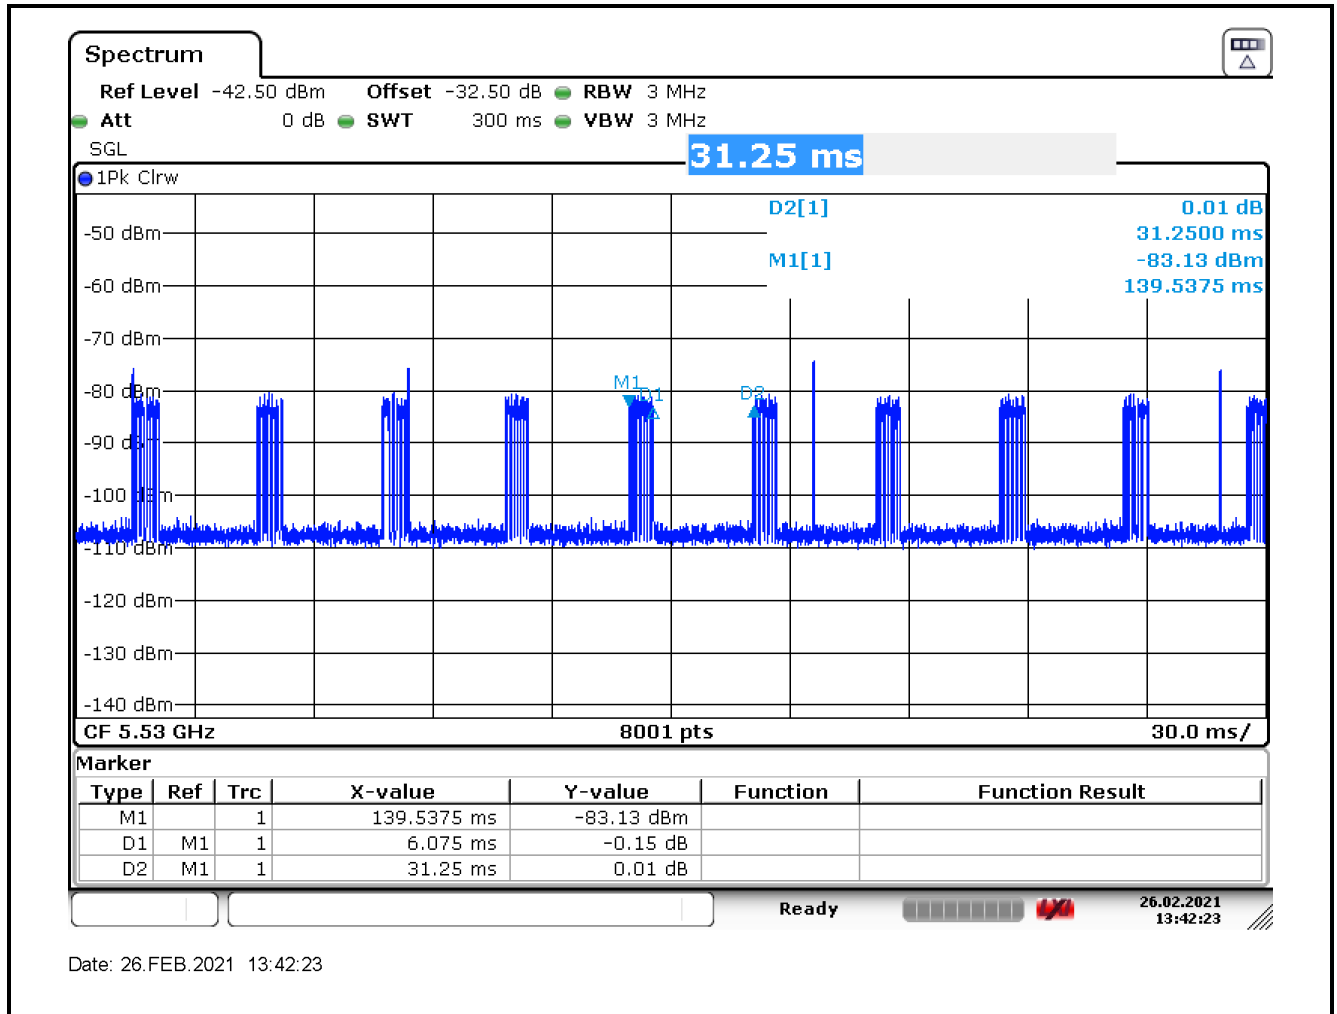 Spectrum
Ref Level -42.50 dBm Offset -32.50 dB RBW 3 MHz
Att 0 dB SWT 300 ms VBW 3 MHz
SGL
31.25 ms
1Pk Clrw
D2[1] 0.01 dB
31.2500 ms
M1[1] -83.13 dBm
139.5375 ms
-50 dBm
-60 dBm
-70 dBm
-80 dBm
M1 D1 D2
-90 dBm
-100 dBm
-110 dBm
-120 dBm
-130 dBm
-140 dBm
CF 5.53 GHz 8001 pts 30.0 ms/
Marker
Type Ref Trc X-value Y-value Function Function Result
M1 1 139.5375 ms -83.13 dBm
D1 M1 1 6.075 ms -0.15 dB
D2 M1 1 31.25 ms 0.01 dB
Ready LXI 26.02.2021
13:42:23
Date: 26.FEB.2021 13:42:23